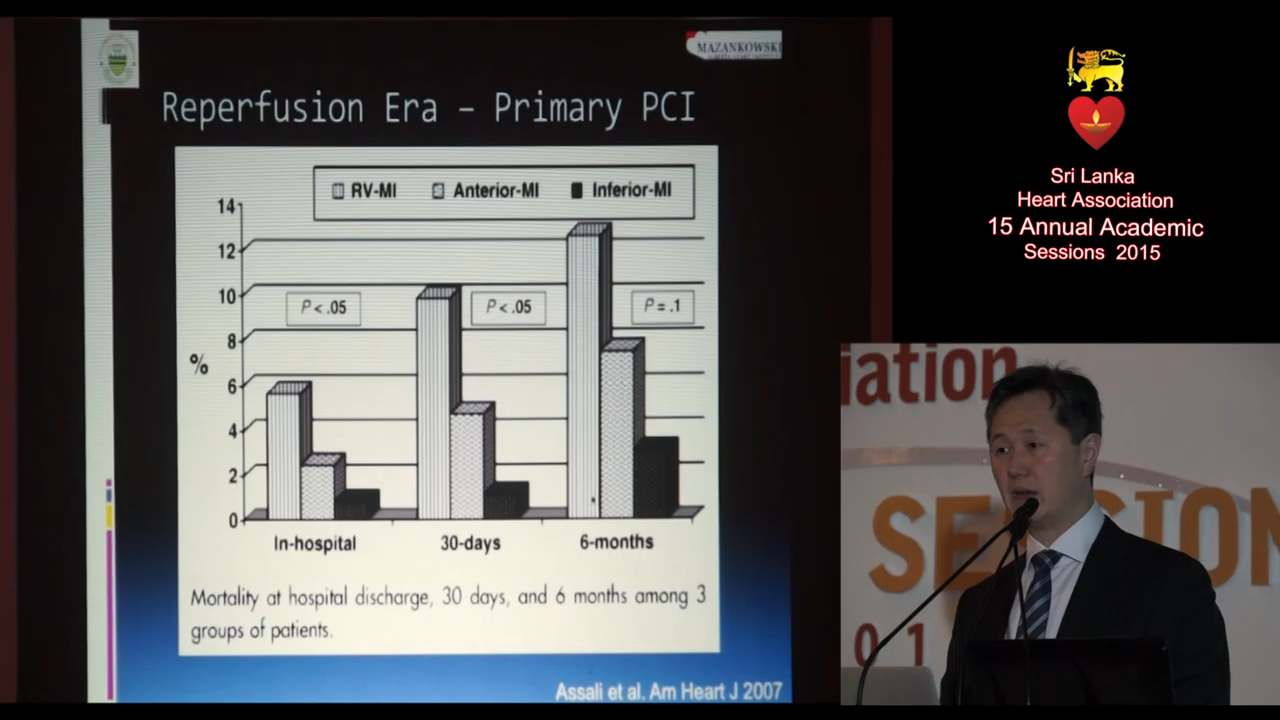 MAZANKOWSKI
Reperfusion Era – Primary PCI
RV-MI Anterior-MI Inferior-MI
14
12
10
8
6
4
2
0
%
P < .05
P < .05
P = .1
In-hospital 30-days 6-months
Mortality at hospital discharge, 30 days, and 6 months among 3
groups of patients.
Assali et al. Am Heart J 2007
Sri Lanka
Heart Association
15 Annual Academic
Sessions 2015
iation
SESSION
0 1